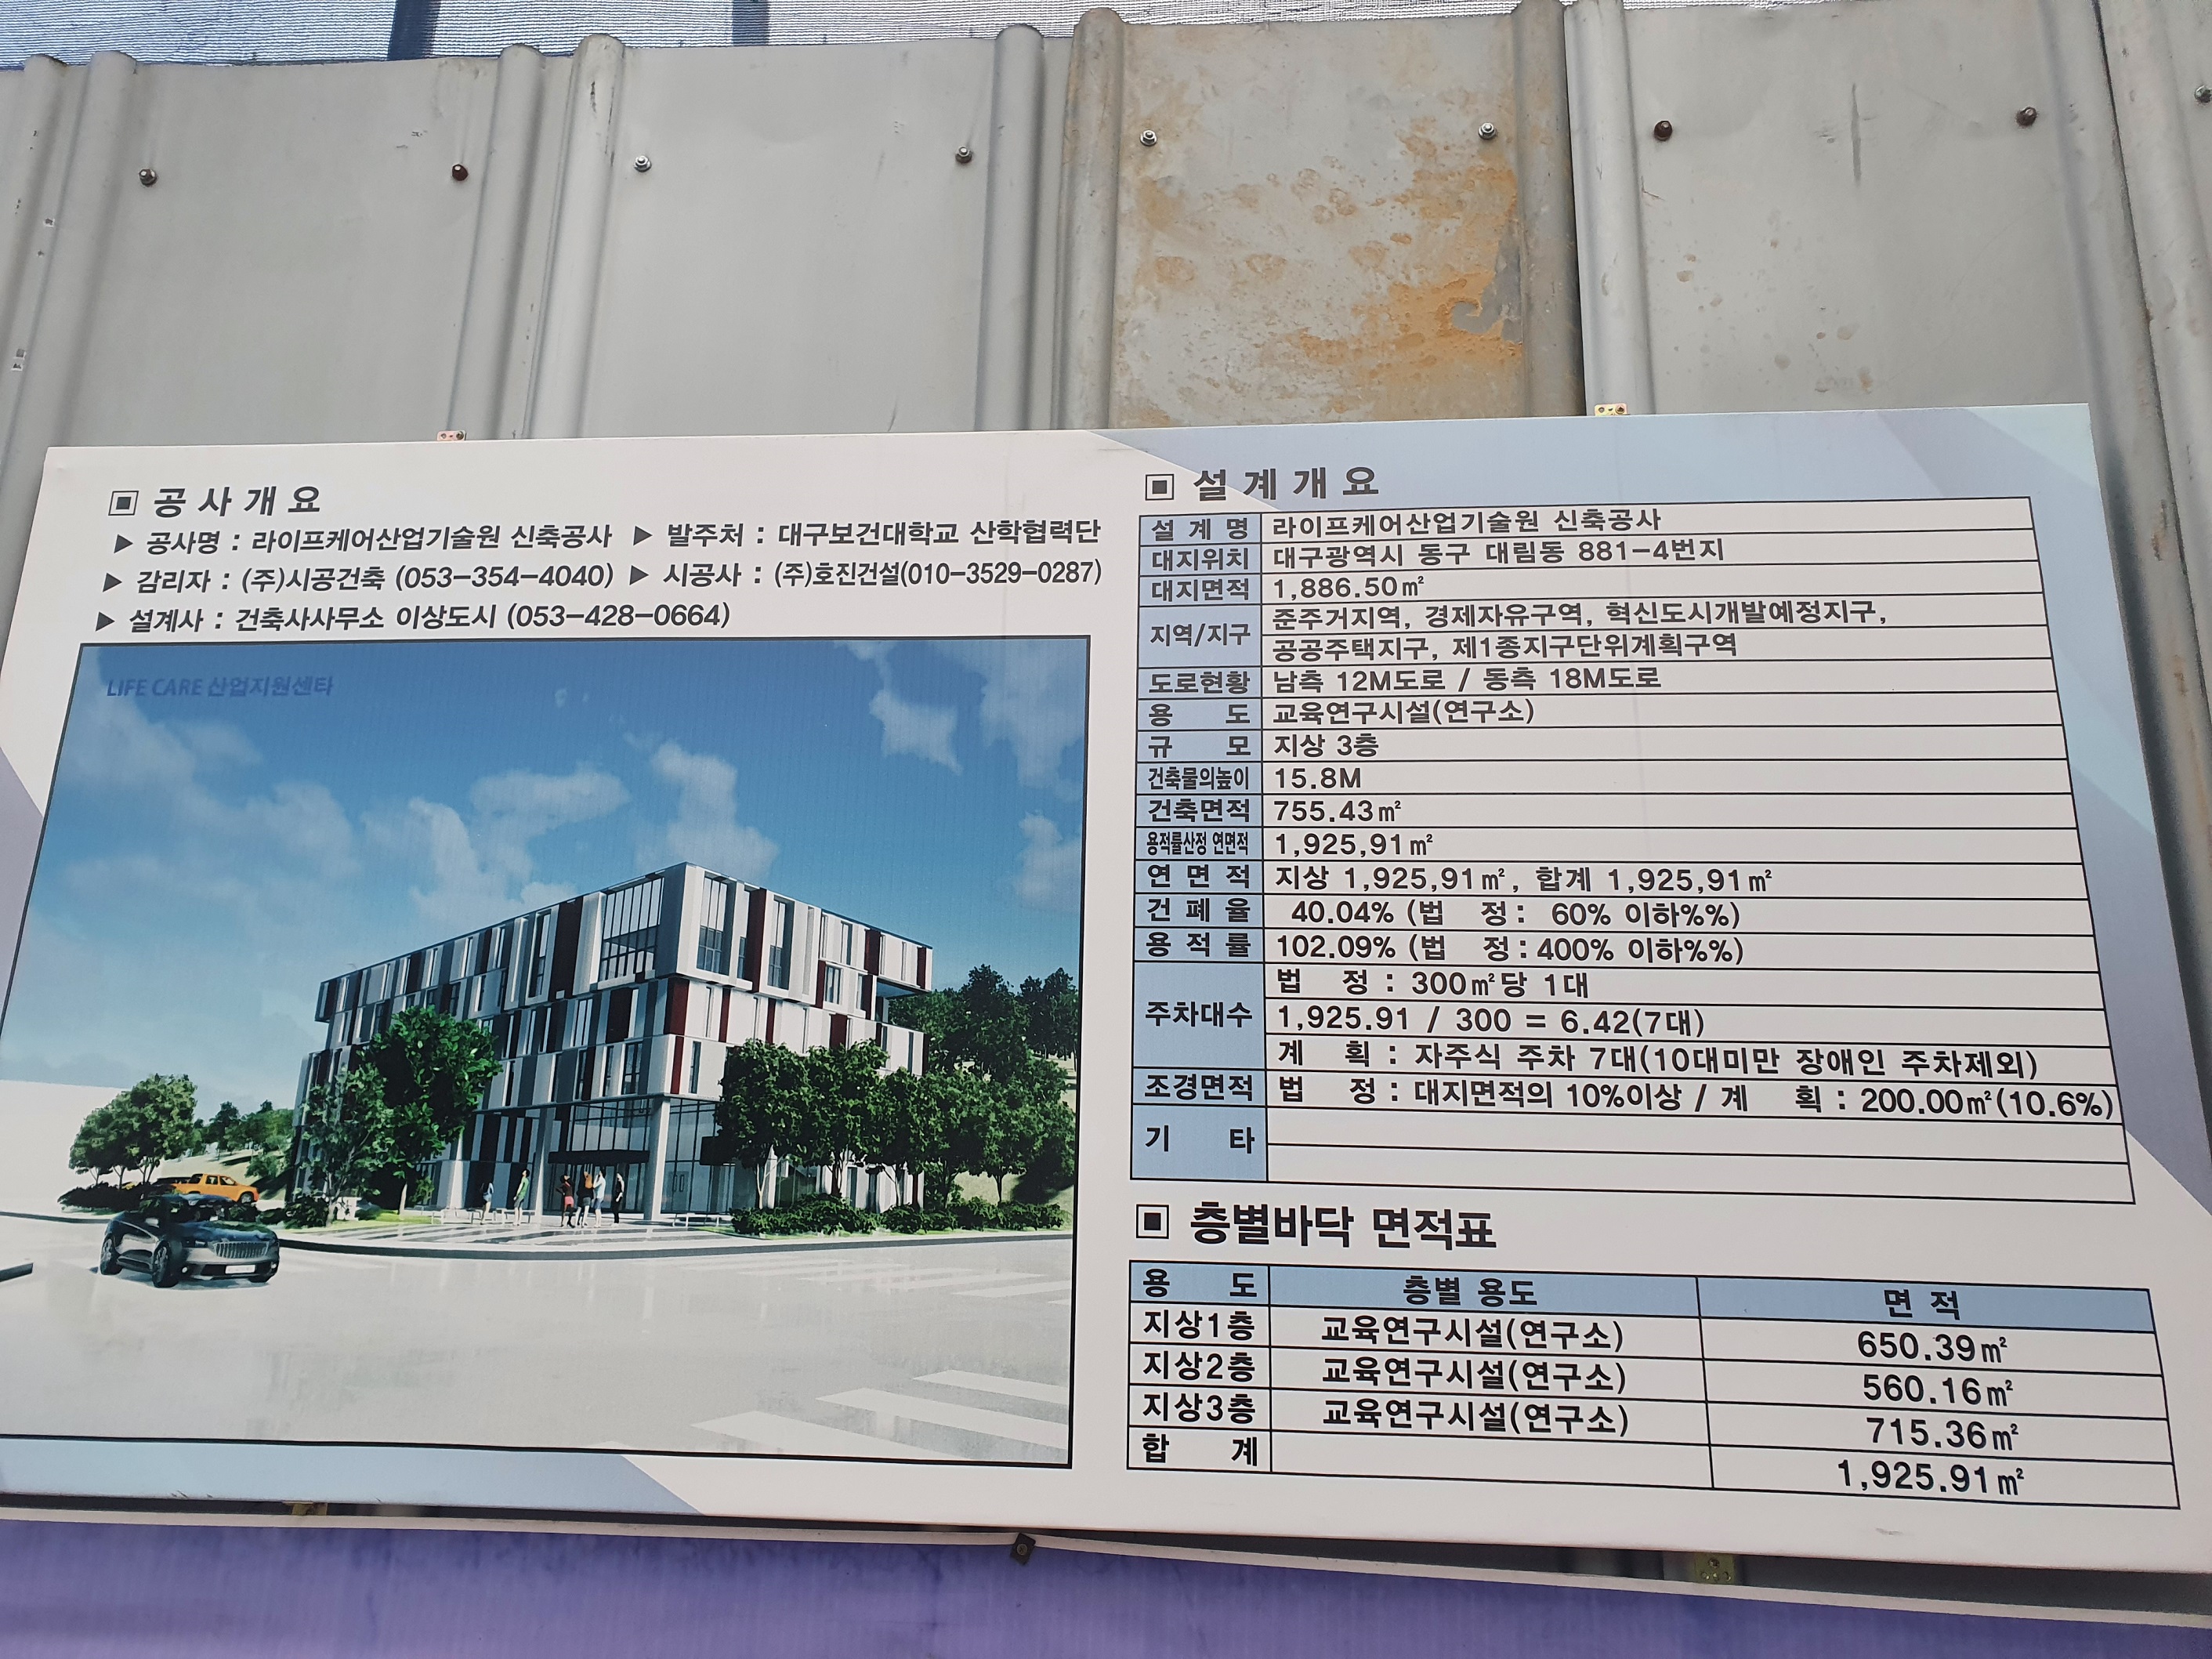 ▣ 공 사 개 요
▶ 공사명 : 라이프케어산업기술원 신축공사 ▶ 발주처 : 대구보건대학교 산학협력단
▶ 감리자 : (주)시공건축 (053-354-4040) ▶ 시공사 : (주)호진건설(010-3529-0287)
▶ 설계사 : 건축사사무소 이상도시 (053-428-0664)
LIFE CARE 산업지원센타
▣ 설 계 개 요
설 계 명 라이프케어산업기술원 신축공사
대지위치 대구광역시 동구 대림동 881-4번지
대지면적 1,886.50㎡
지역/지구 준주거지역, 경제자유구역, 혁신도시개발예정지구,
공공주택지구, 제1종지구단위계획구역
도로현황 남측 12M도로 / 동측 18M도로
용 도 교육연구시설(연구소)
규 모 지상 3층
건축물의높이 15.8M
건축면적 755.43㎡
용적률산정 연면적 1,925,91㎡
연 면 적 지상 1,925,91㎡, 합계 1,925,91㎡
건 폐 율 40.04% (법 정 : 60% 이하%%)
용 적 률 102.09% (법 정 : 400% 이하%%)
주차대수 법 정 : 300㎡당 1대
1,925.91 / 300 = 6.42(7대)
계 획 : 자주식 주차 7대(10대미만 장애인 주차제외)
조경면적 법 정 : 대지면적의 10%이상 / 계 획 : 200.00㎡(10.6%)
기 타
▣ 층별바닥 면적표
용 도 층별 용도 면 적
지상1층 교육연구시설(연구소) 650.39㎡
지상2층 교육연구시설(연구소) 560.16㎡
지상3층 교육연구시설(연구소) 715.36㎡
합 계 1,925.91㎡